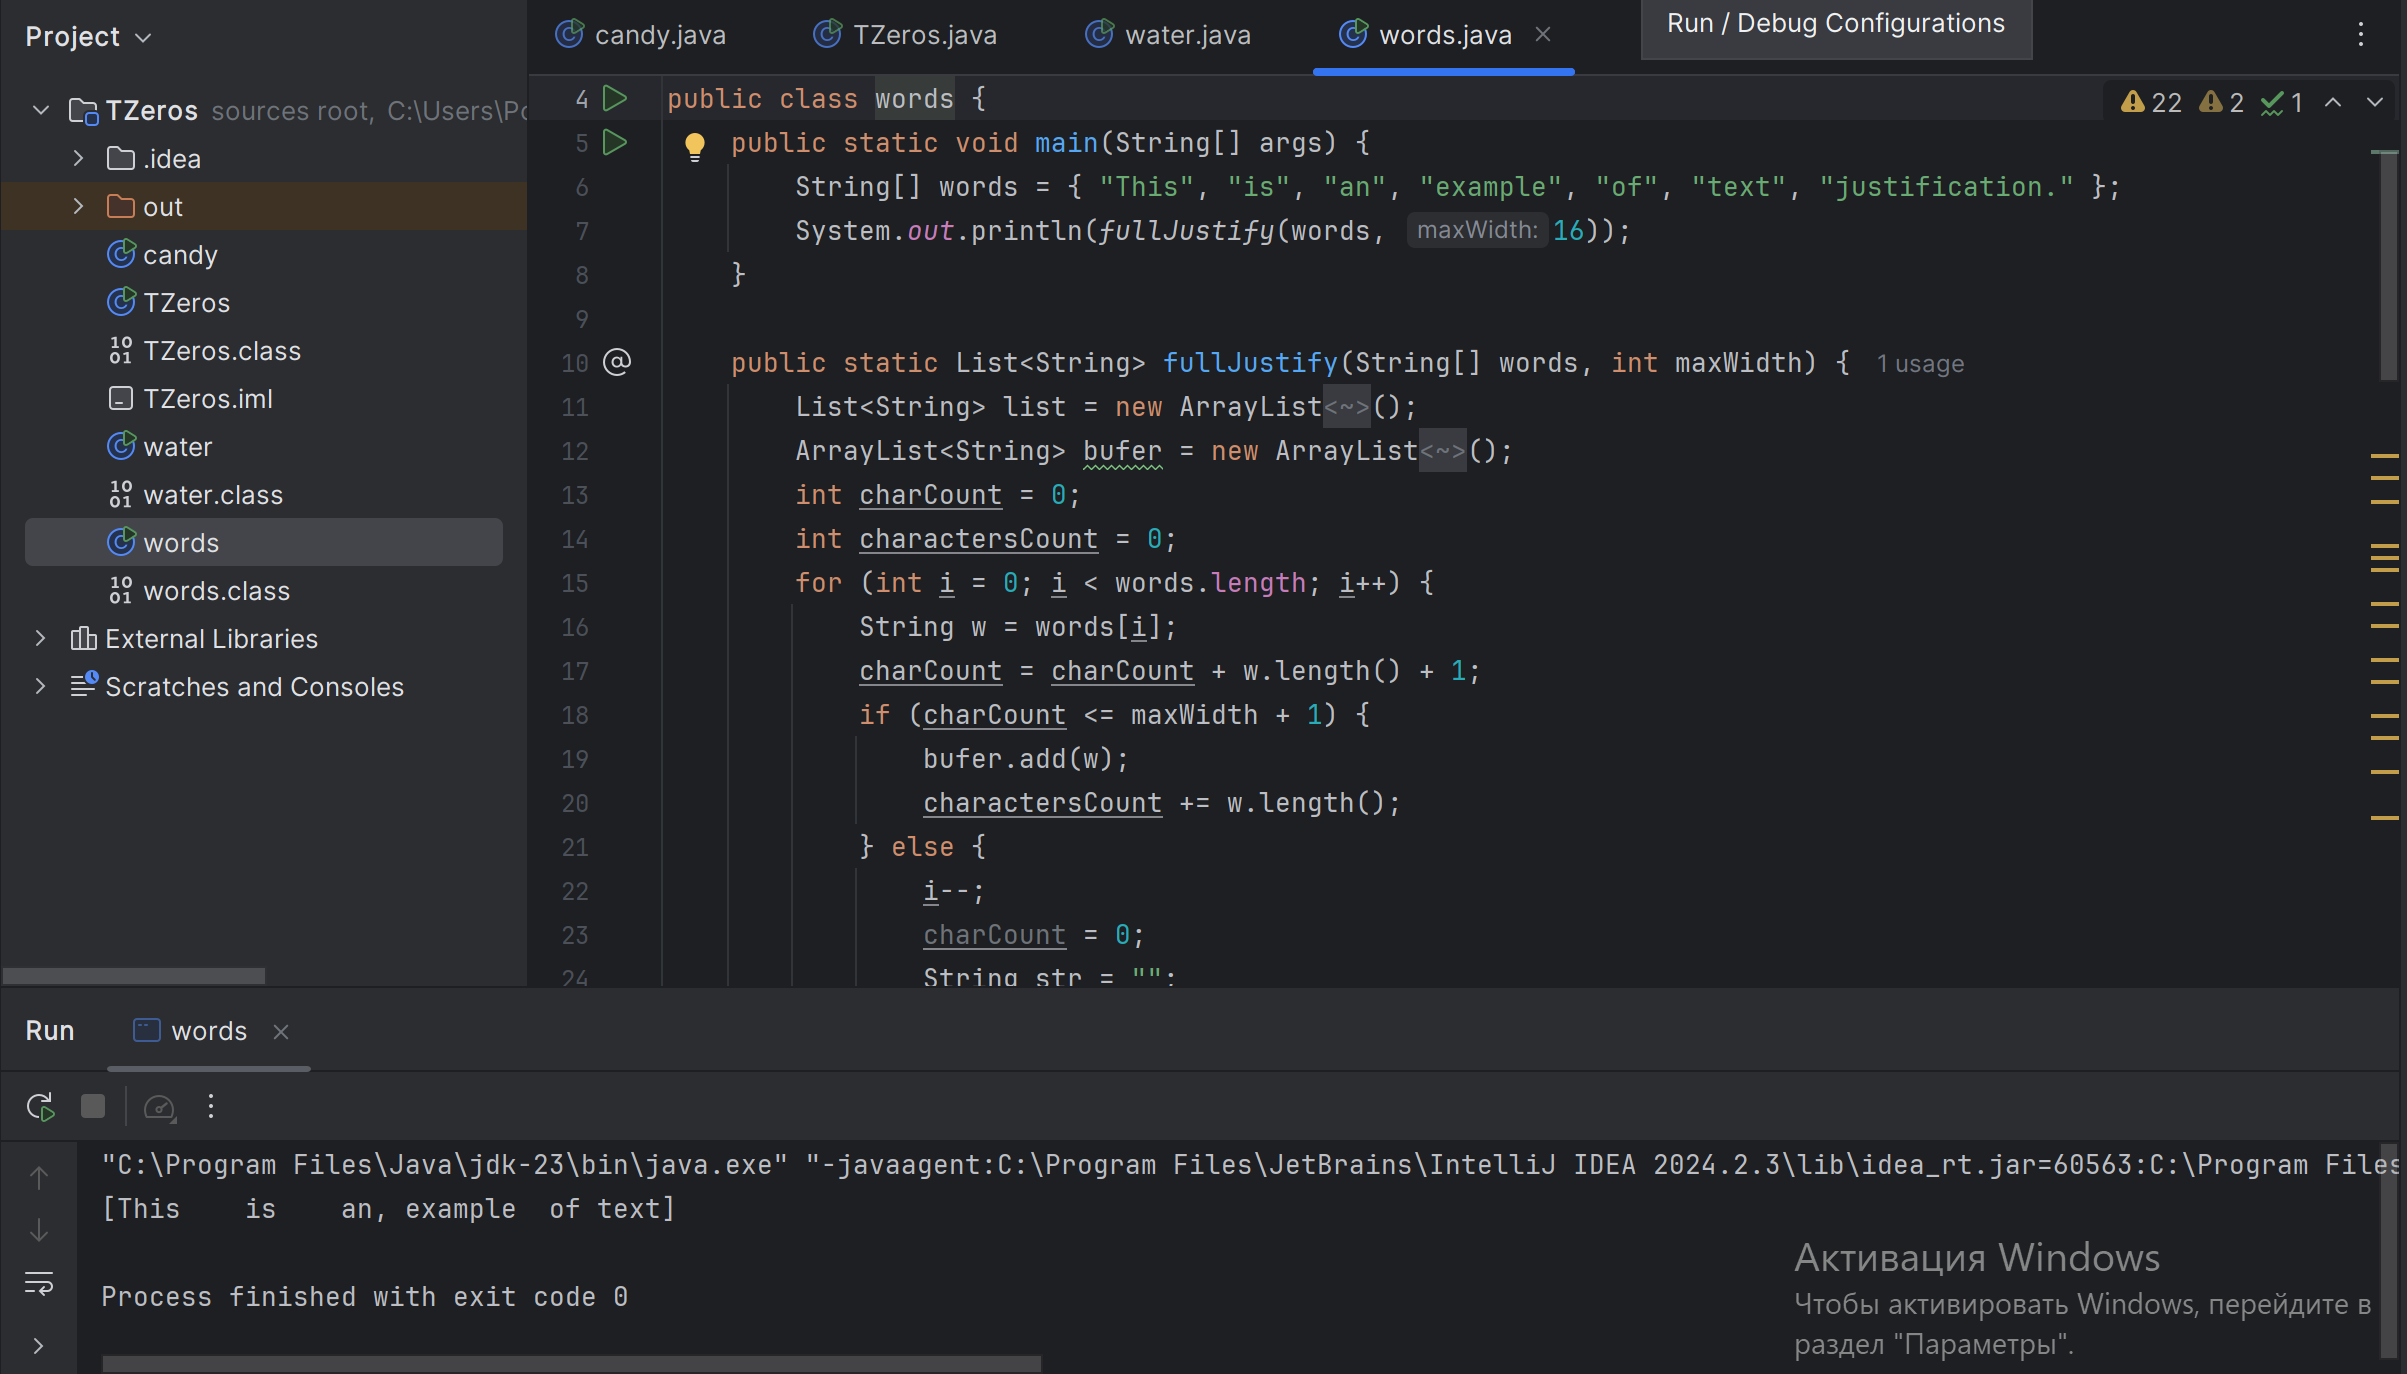 Project
candy.java TZeros.java water.java words.java Run / Debug Configurations
TZeros sources root, C:\Users\Po
.idea
out
candy
TZeros
TZeros.class
TZeros.iml
water
water.class
words
words.class
External Libraries
Scratches and Consoles
22 2 1
4 public class words {
5 public static void main(String[] args) {
6 String[] words = { "This", "is", "an", "example", "of", "text", "justification." };
7 System.out.println(fullJustify(words, maxWidth: 16));
8 }
9
10 @ public static List<String> fullJustify(String[] words, int maxWidth) { 1 usage
11 List<String> list = new ArrayList<~>();
12 ArrayList<String> bufer = new ArrayList<~>();
13 int charCount = 0;
14 int charactersCount = 0;
15 for (int i = 0; i < words.length; i++) {
16 String w = words[i];
17 charCount = charCount + w.length() + 1;
18 if (charCount <= maxWidth + 1) {
19 bufer.add(w);
20 charactersCount += w.length();
21 } else {
22 i--;
23 charCount = 0;
24 String str = "";
Run words
"C:\Program Files\Java\jdk-23\bin\java.exe" "-javaagent:C:\Program Files\JetBrains\IntelliJ IDEA 2024.2.3\lib\idea_rt.jar=60563:C:\Program Files
[This    is    an, example  of text]
Process finished with exit code 0
Активация Windows
Чтобы активировать Windows, перейдите в
раздел "Параметры".